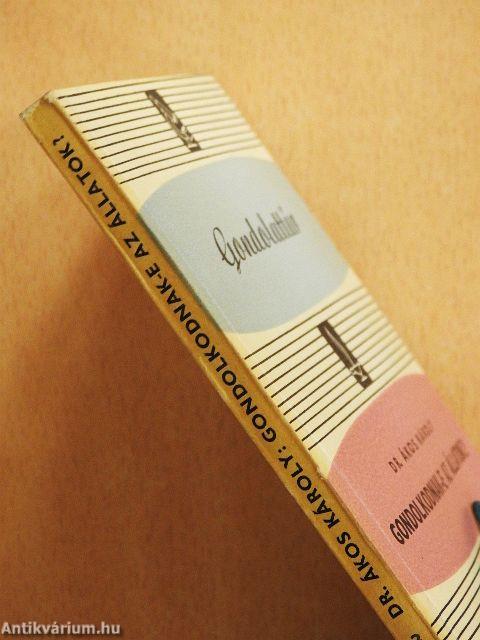 DR. ÁKOS KÁROLY: GONDOLKODNAK-E AZ ÁLLATOK?
Gondolattár
DR. ÁKOS KÁROLY
GONDOLKODNAK-E AZ ÁLLATOK?
Antikvárium.hu